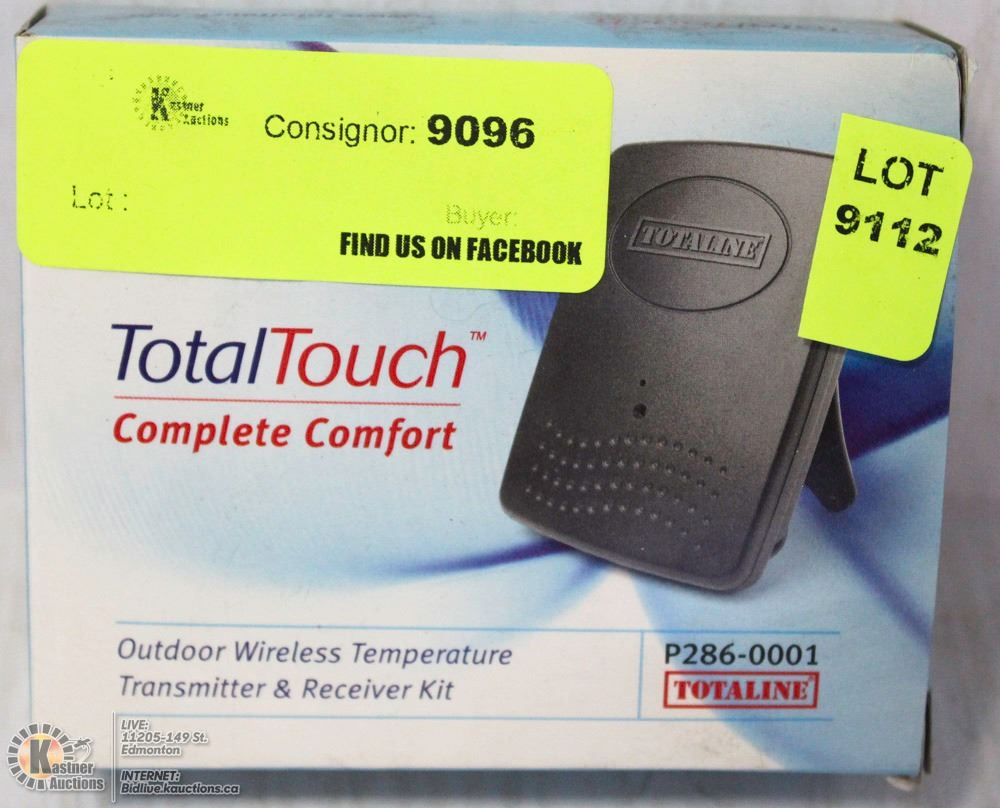 Kastner
Auctions
Consignor: 9096
Lot:
Buyer:
FIND US ON FACEBOOK
LOT
9112
TOTALINE
TotalTouch™
Complete Comfort
Outdoor Wireless Temperature
Transmitter & Receiver Kit
P286-0001
TOTALINE®
Kastner
Auctions
LIVE:
11205-149 St.
Edmonton
INTERNET:
Bidlive.kauctions.ca